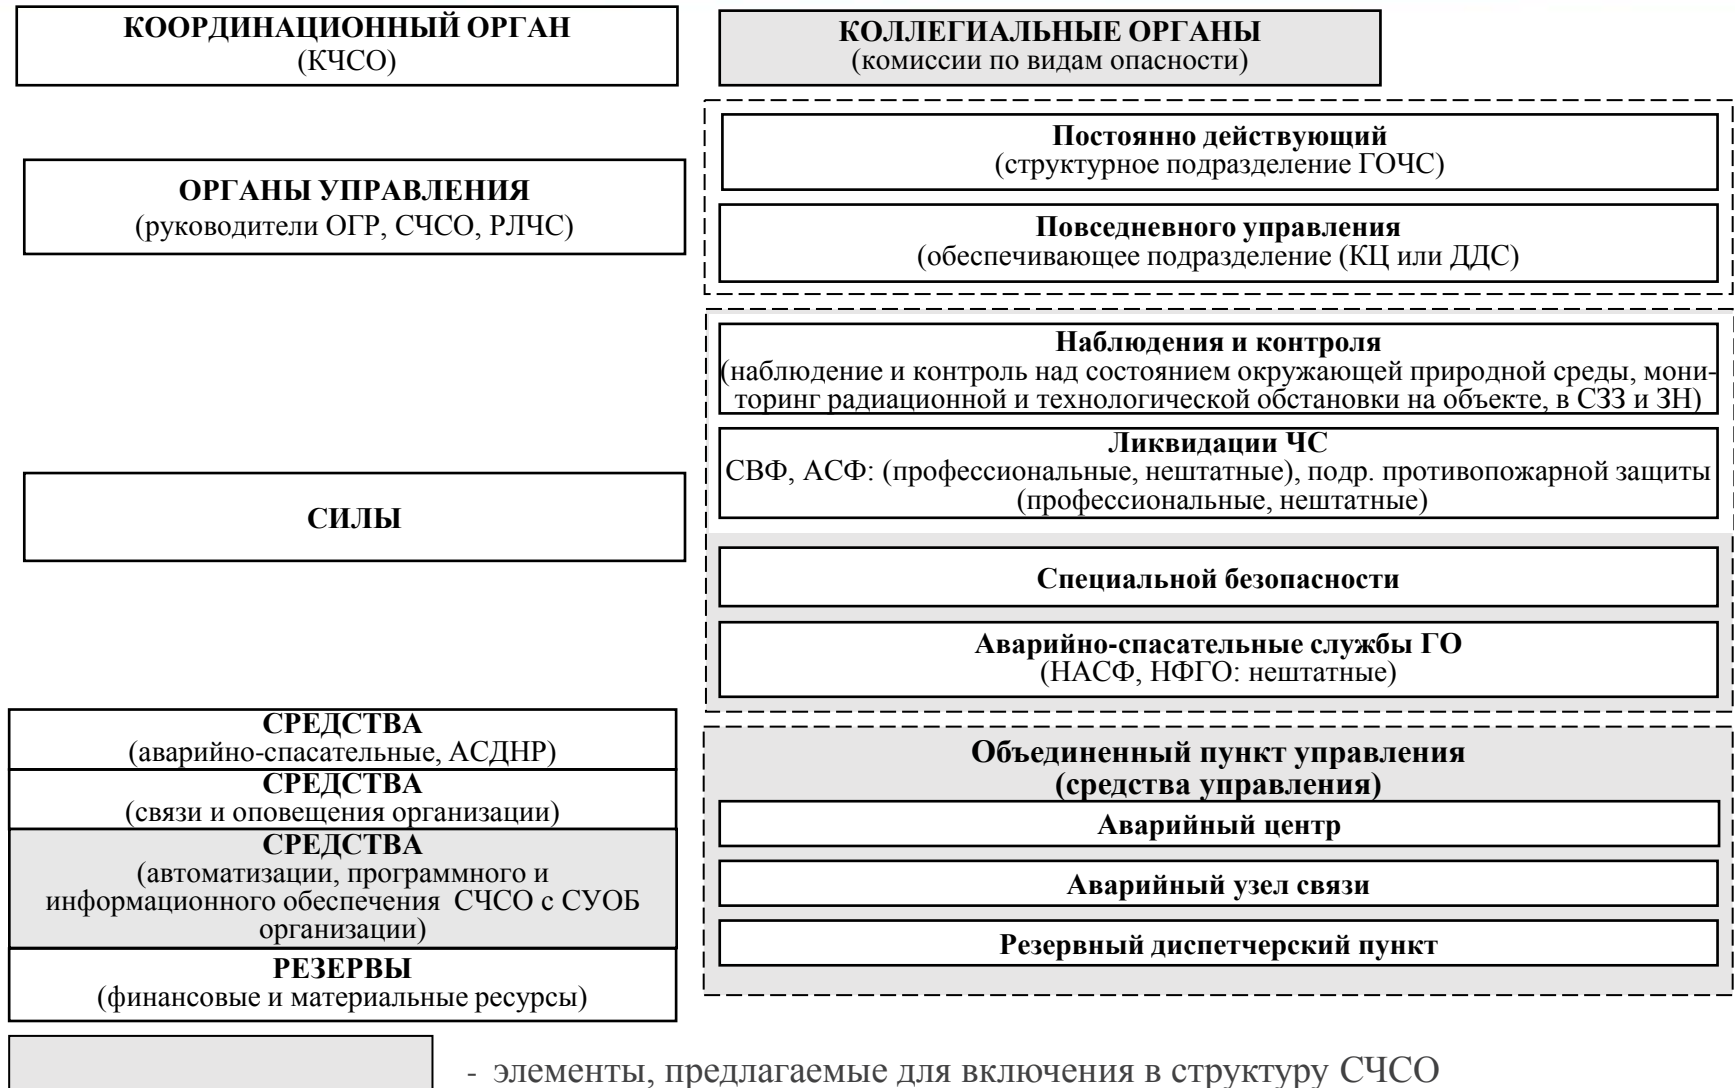 КООРДИНАЦИОННЫЙ ОРГАН
(КЧСО)
КОЛЛЕГИАЛЬНЫЕ ОРГАНЫ
(комиссии по видам опасности)
ОРГАНЫ УПРАВЛЕНИЯ
(руководители ОГР, СЧСО, РЛЧС)
Постоянно действующий
(структурное подразделение ГОЧС)
Повседневного управления
(обеспечивающее подразделение (КЦ или ДДС)
СИЛЫ
Наблюдения и контроля
(наблюдение и контроль над состоянием окружающей природной среды, мони-
торинг радиационной и технологической обстановки на объекте, в СЗЗ и ЗН)
Ликвидации ЧС
СВФ, АСФ: (профессиональные, нештатные), подр. противопожарной защиты
(профессиональные, нештатные)
Специальной безопасности
Аварийно-спасательные службы ГО
(НАСФ, НФГО: нештатные)
СРЕДСТВА
(аварийно-спасательные, АСДНР)
СРЕДСТВА
(связи и оповещения организации)
СРЕДСТВА
(автоматизации, программного и
информационного обеспечения СЧСО с СУОБ
организации)
РЕЗЕРВЫ
(финансовые и материальные ресурсы)
Объединенный пункт управления
(средства управления)
Аварийный центр
Аварийный узел связи
Резервный диспетчерский пункт
- элементы, предлагаемые для включения в структуру СЧСО